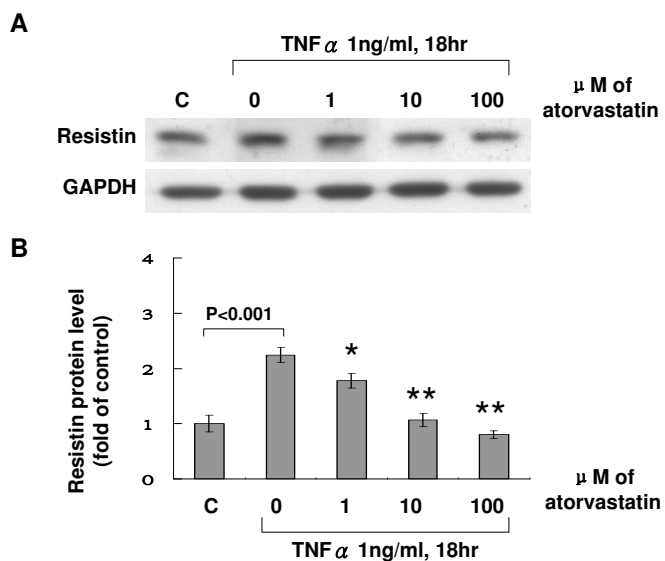 A
TNFα 1ng/ml, 18hr
C 0 1 10 100
μM of
atorvastatin
Resistin
GAPDH
B
Resistin protein level
(fold of control)
4
3
2
1
0
P<0.001
*
**
**
C 0 1 10 100
μM of
atorvastatin
TNFα 1ng/ml, 18hr